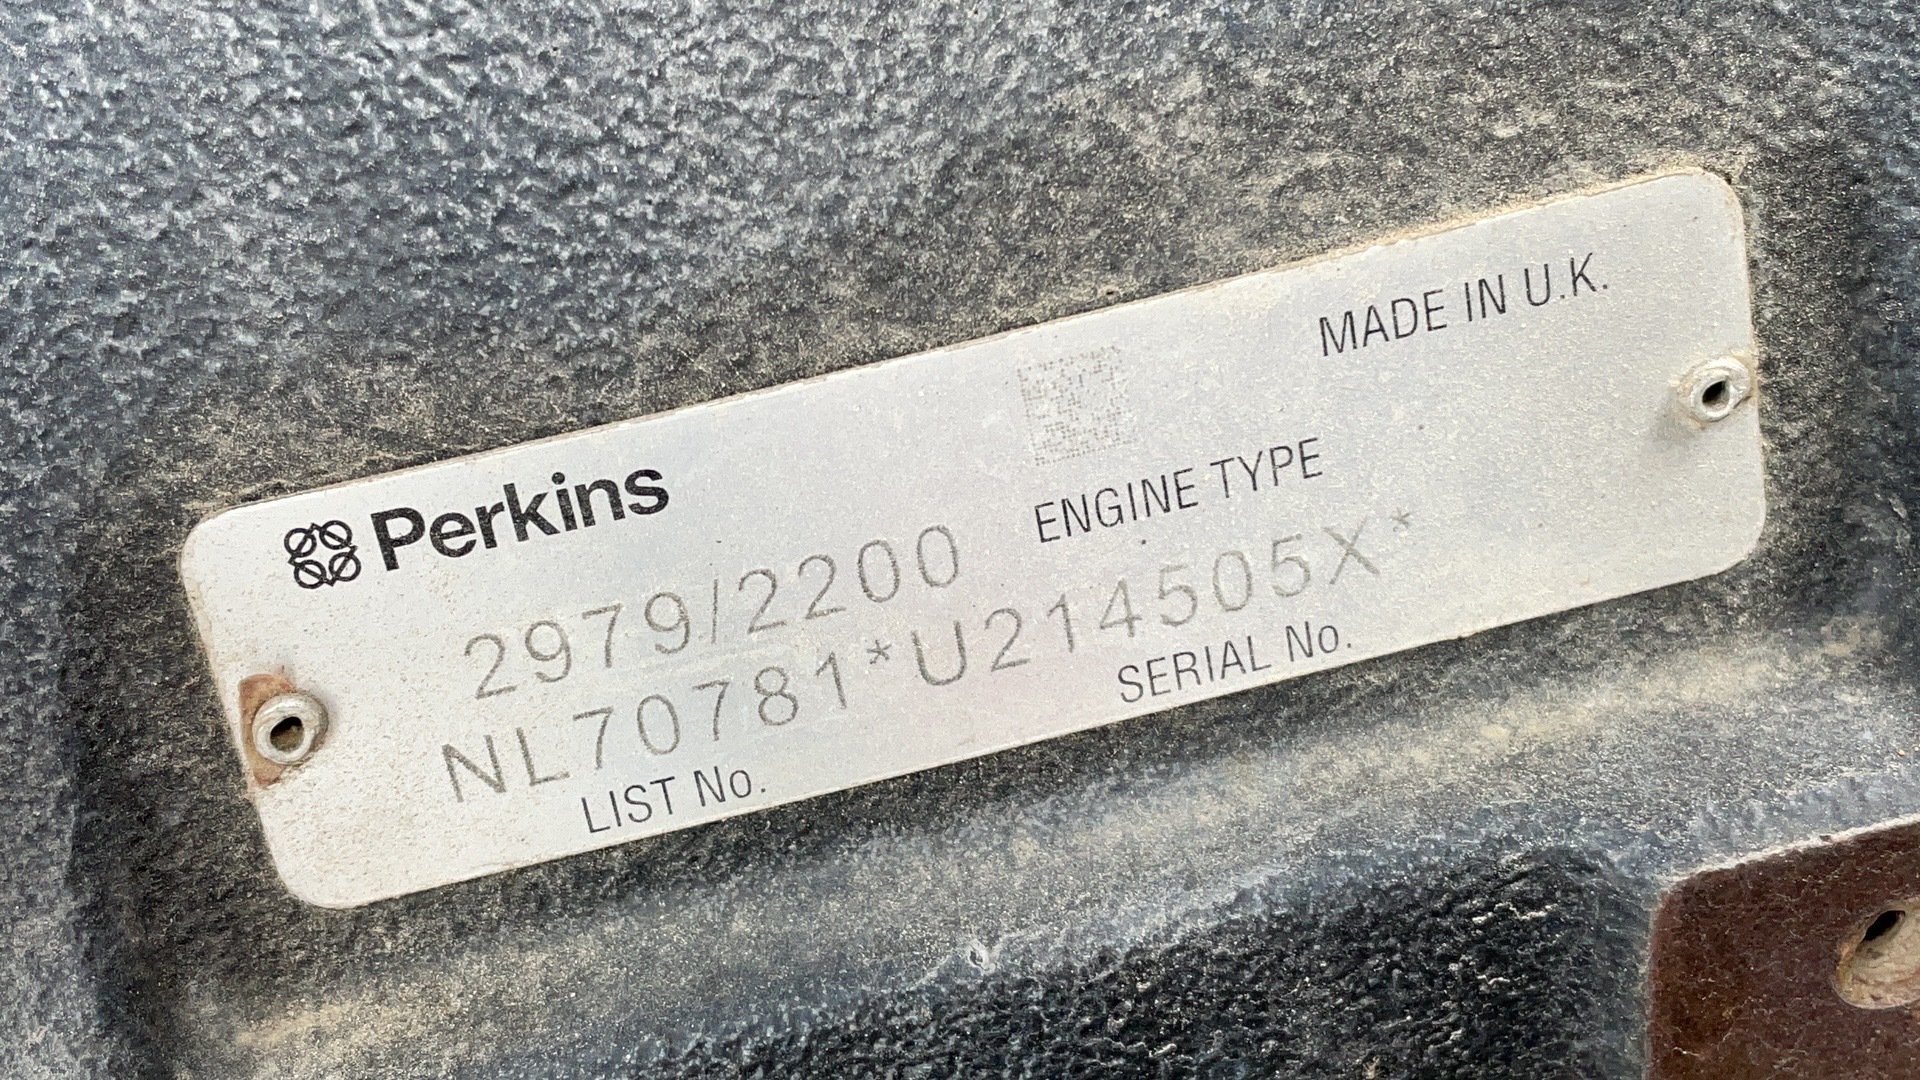 Perkins
MADE IN U.K.
2979/2200
ENGINE TYPE
NL70781*U214505X*
LIST No.
SERIAL No.